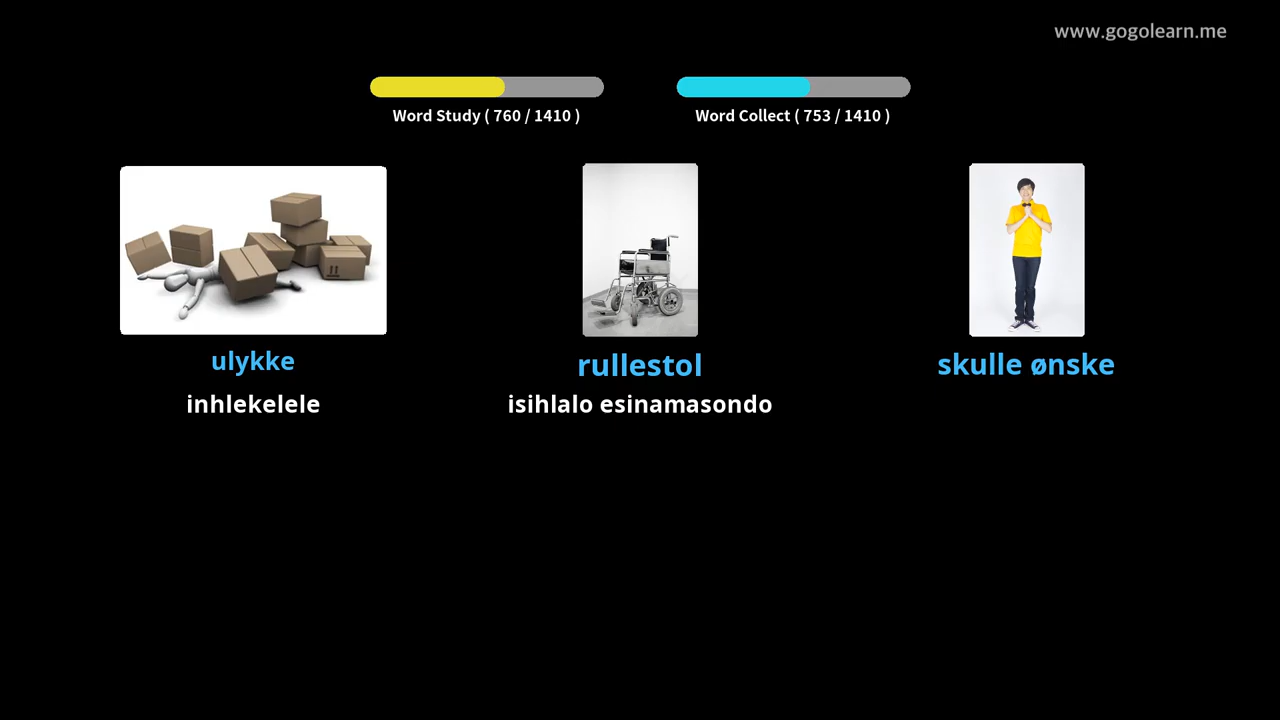 www.gogolearn.me
Word Study ( 760 / 1410 )
Word Collect ( 753 / 1410 )
ulykke
rullestol
skulle ønske
inhlekelele
isihlalo esinamasondo